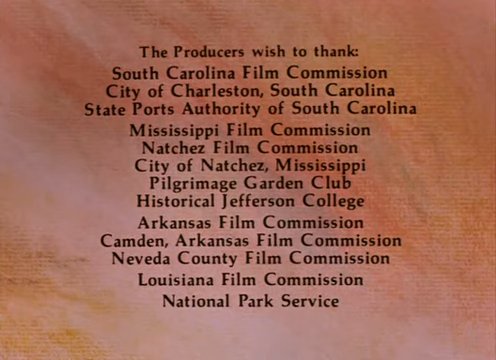 The Producers wish to thank:
South Carolina Film Commission
City of Charleston, South Carolina
State Ports Authority of South Carolina
Mississippi Film Commission
Natchez Film Commission
City of Natchez, Mississippi
Pilgrimage Garden Club
Historical Jefferson College
Arkansas Film Commission
Camden, Arkansas Film Commission
Neveda County Film Commission
Louisiana Film Commission
National Park Service